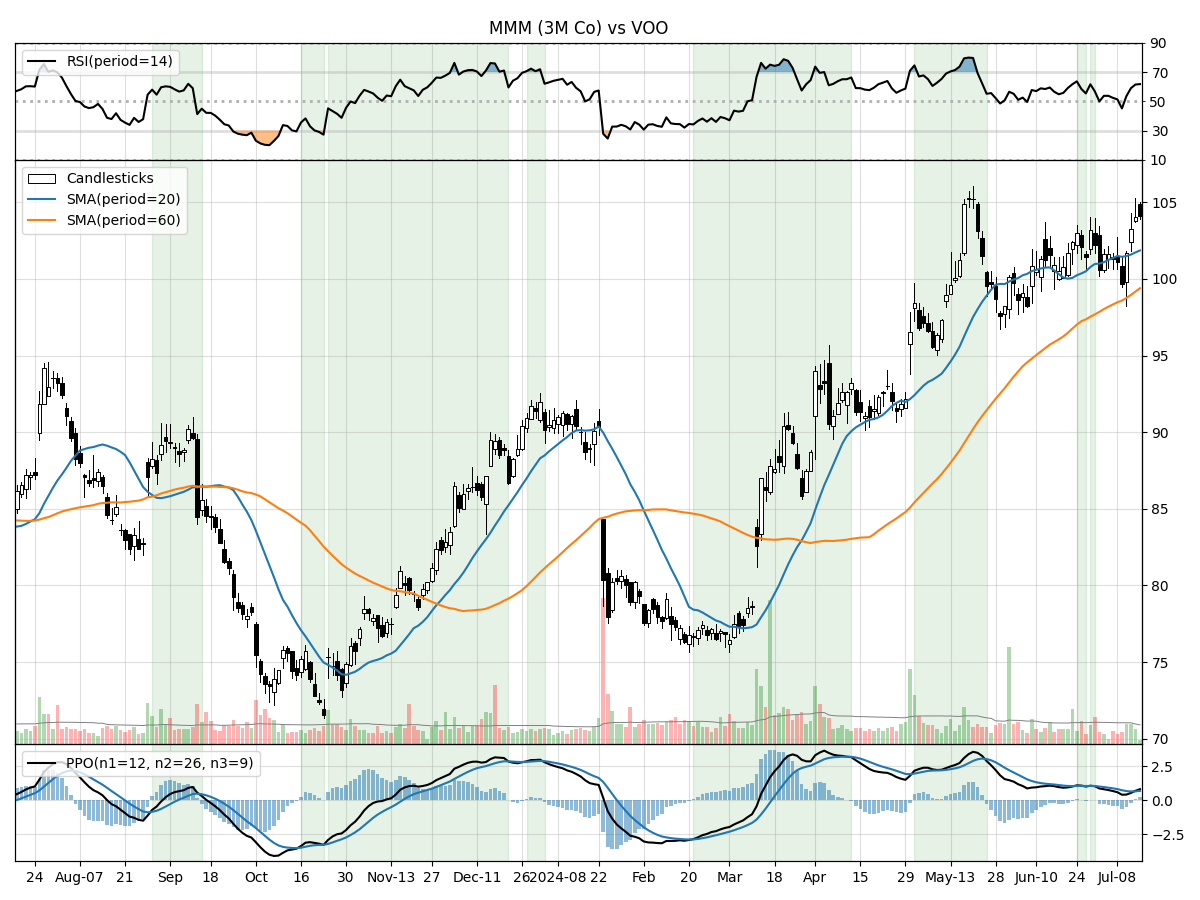 MMM (3M Co) vs VOO
RSI(period=14)
90
70
50
30
10
Candlesticks
SMA(period=20)
SMA(period=60)
105
100
95
90
85
80
75
70
PPO(n1=12, n2=26, n3=9)
2.5
0.0
−2.5
24 Aug-07 21 Sep 18 Oct 16 30 Nov-13 27 Dec-11 26 2024-08 22 Feb 20 Mar 18 Apr 15 29 May-13 28 Jun-10 24 Jul-08